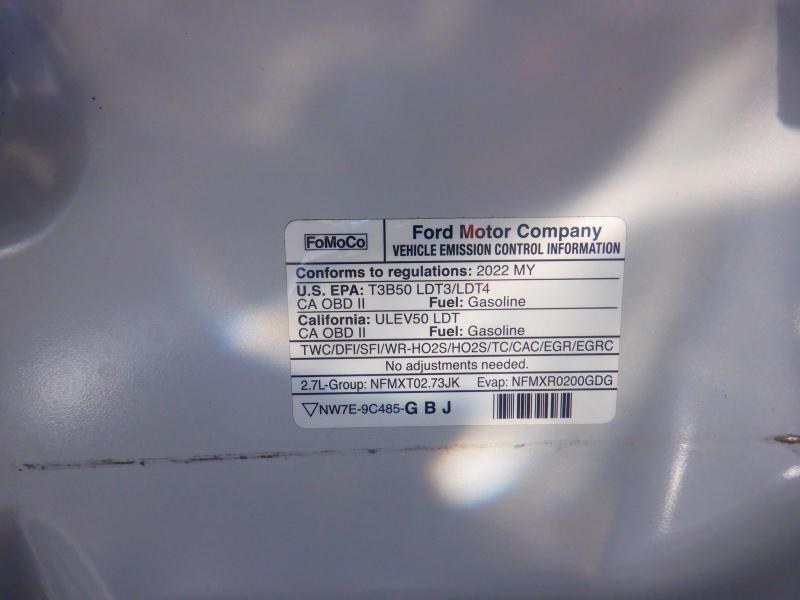 FoMoCo
Ford Motor Company
VEHICLE EMISSION CONTROL INFORMATION
Conforms to regulations: 2022 MY
U.S. EPA: T3B50 LDT3/LDT4
CA OBD II Fuel: Gasoline
California: ULEV50 LDT
CA OBD II Fuel: Gasoline
TWC/DFI/SFI/WR-HO2S/HO2S/TC/CAC/EGR/EGRC
No adjustments needed.
2.7L-Group: NFMXT02.73JK Evap: NFMXR0200GDG
NW7E-9C485-G B J